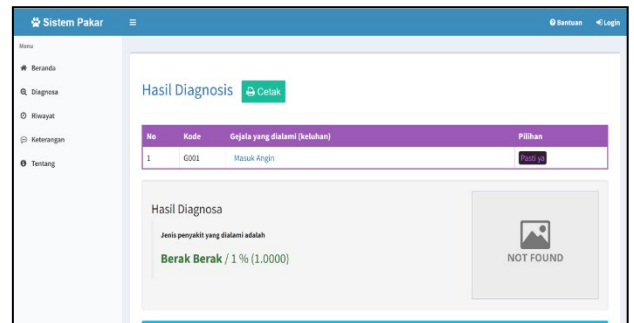 Sistem Pakar
Bantuan Login
Menu
Beranda
Diagnosa
Riwayat
Keterangan
Tentang
Hasil Diagnosis Cetak
No Kode Gejala yang dialami (keluhan) Pilihan
1 G001 Masuk Angin Pasti ya
Hasil Diagnosa
Jenis penyakit yang dialami adalah
Berak Berak / 1 % (1.0000)
NOT FOUND